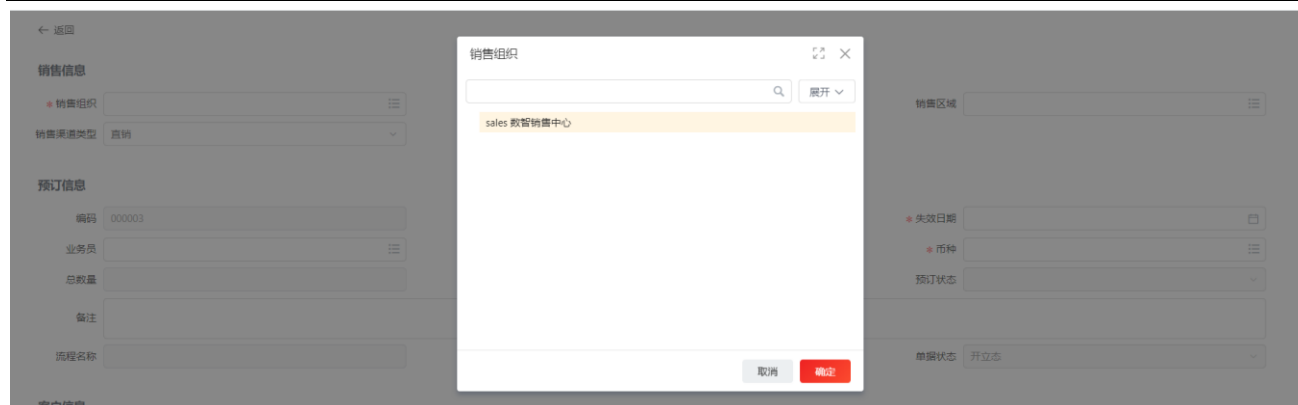 ← 返回
销售信息
* 销售组织
销售区域
销售渠道类型 直销
预订信息
编码 000003
* 失效日期
业务员
* 币种
总数量
预订状态
备注
流程名称
单据状态 开立态
销售组织
展开
sales 数智销售中心
取消 确定